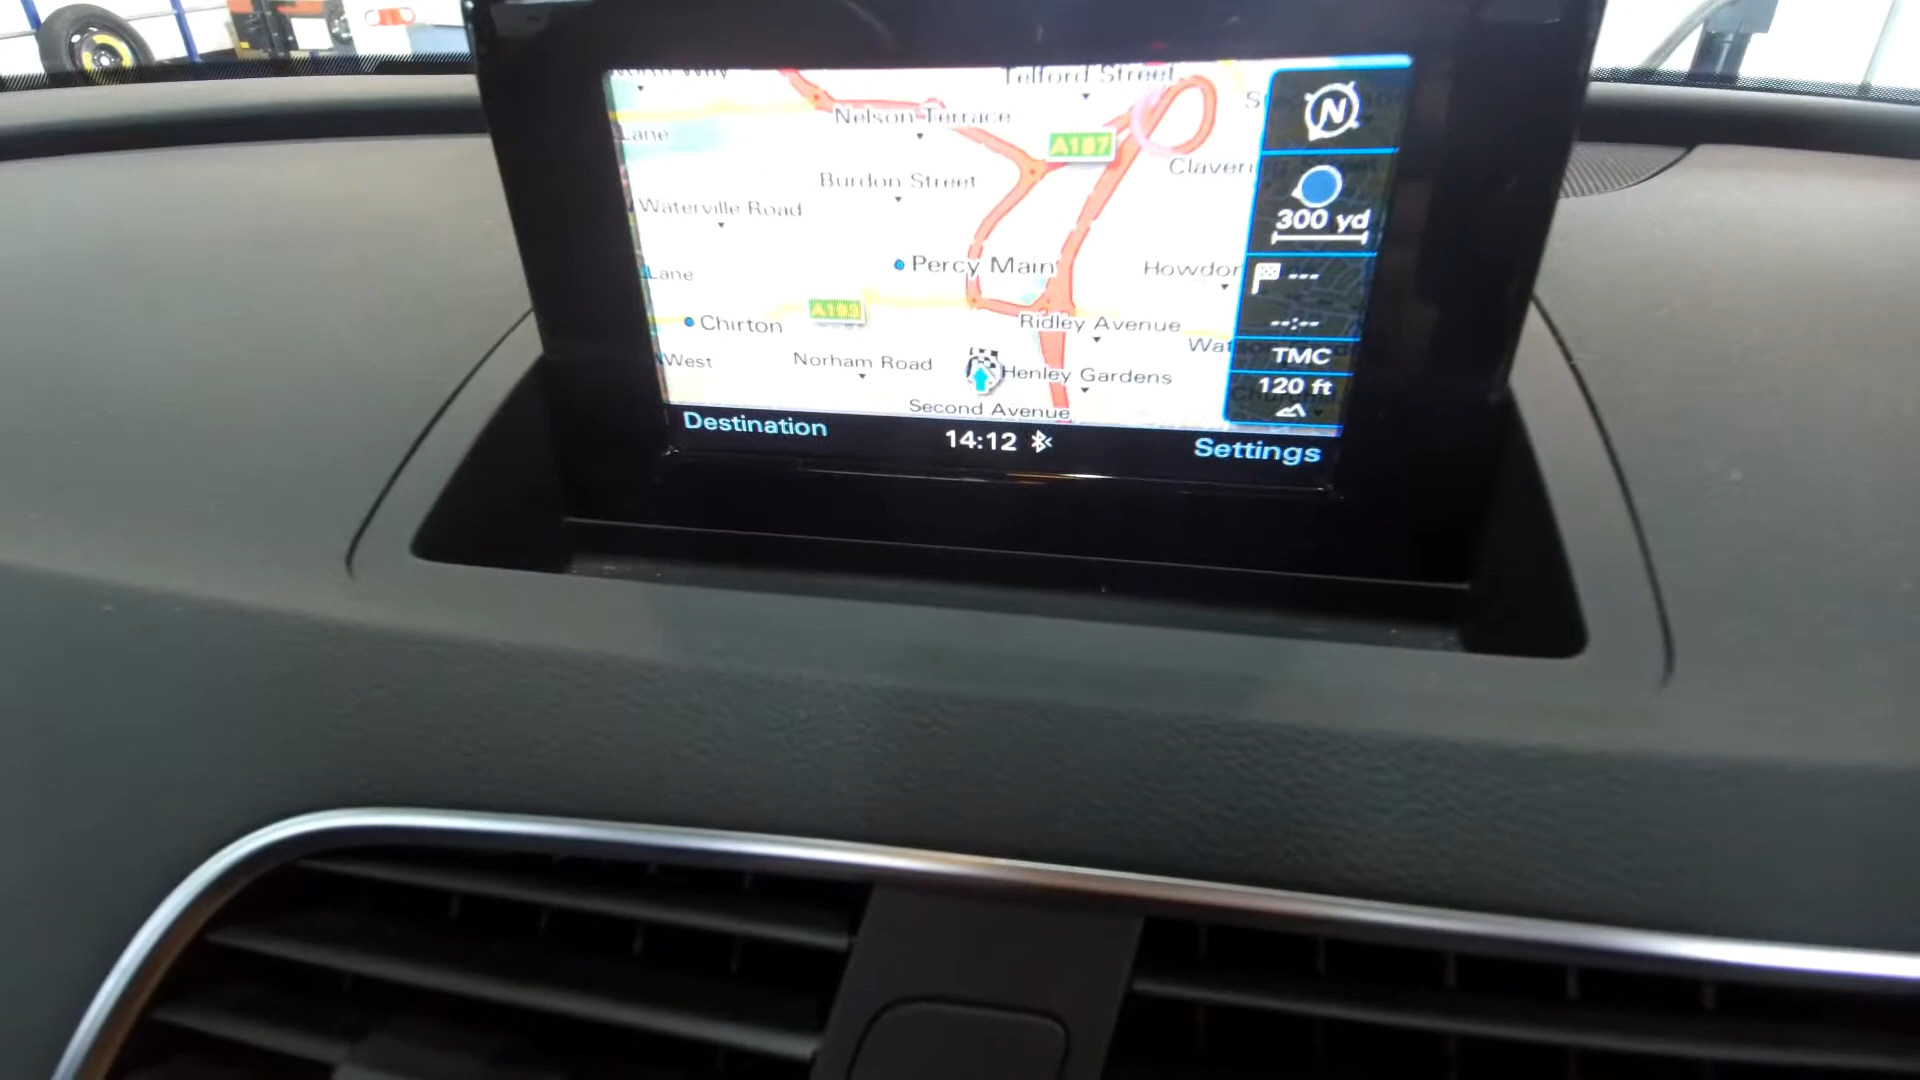 Telford Street
Nelson Terrace
A187
Lane
Burdon Street
Waterville Road
Percy Main
Lane
Howdon
A193
Chirton
Ridley Avenue
West
Norham Road
Henley Gardens
Second Avenue
N
300 yd
---
--:--
TMC
120 ft
Destination
14:12
Settings